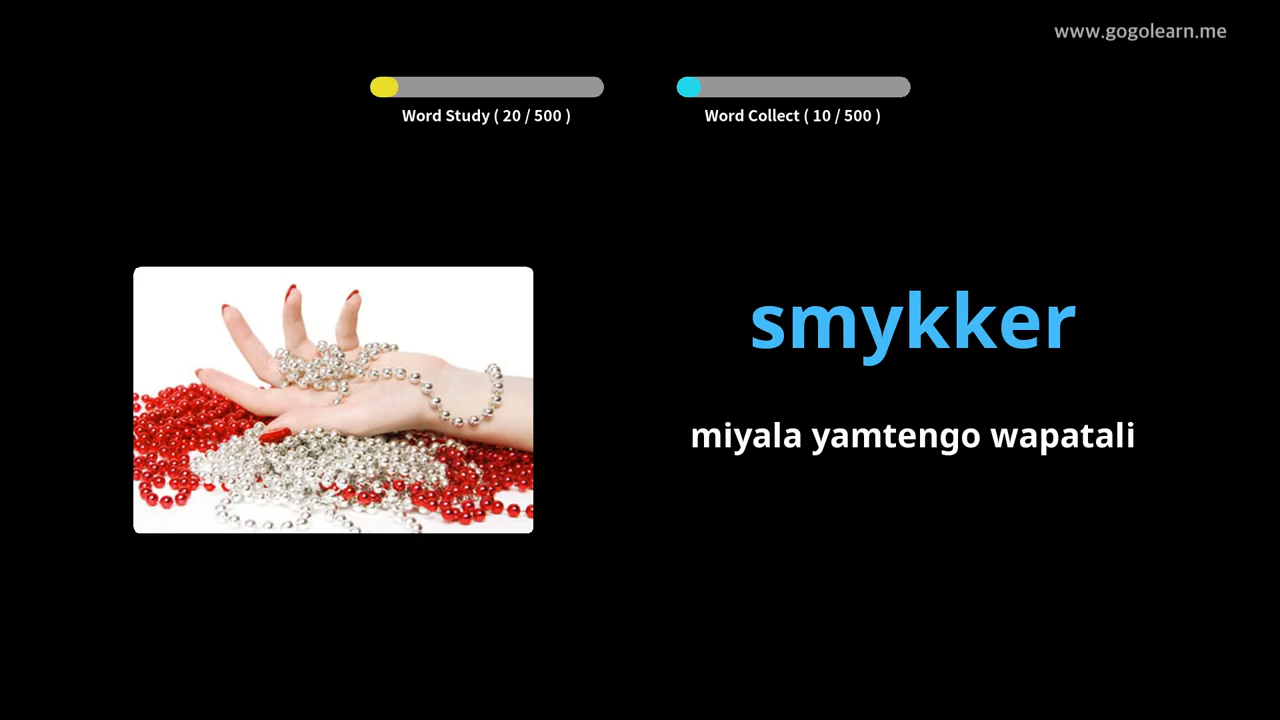 www.gogolearn.me
Word Study ( 20 / 500 )
Word Collect ( 10 / 500 )
smykker
miyala yamtengo wapatali